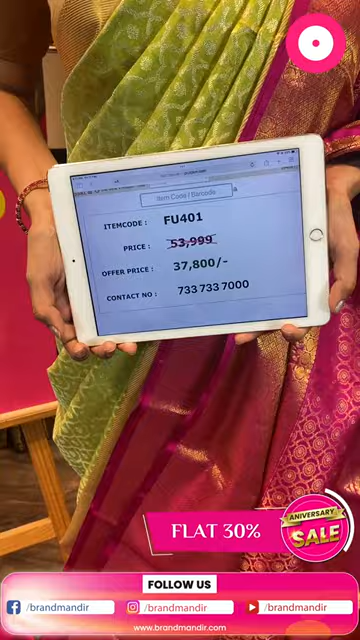 Item Code / Barcode
ITEMCODE : FU401
PRICE : 53,999
OFFER PRICE : 37,800/-
CONTACT NO : 733 733 7000
FLAT 30%
ANIVERSARY
SALE
FOLLOW US
/brandmandir /brandmandir /brandmandir
www.brandmandir.com